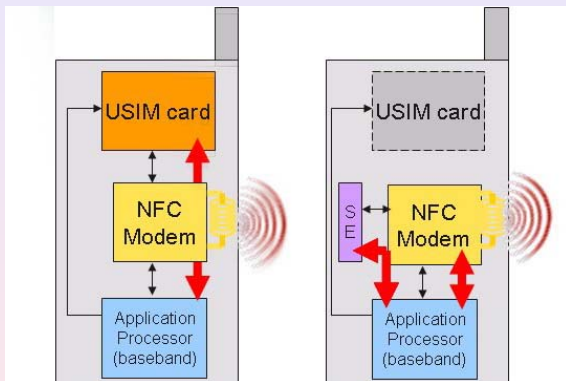 USIM card
NFC
Modem
Application
Processor
(baseband)
USIM card
S
E
NFC
Modem
Application
Processor
(baseband)